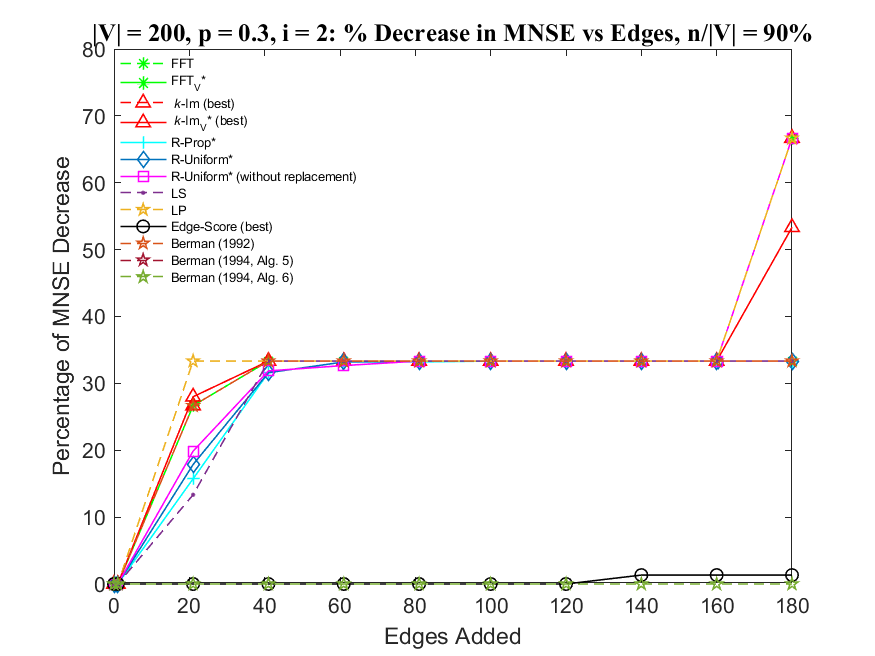 |V| = 200, p = 0.3, i = 2: % Decrease in MNSE vs Edges, n/|V| = 90%
80
70
60
50
40
30
20
10
0
Percentage of MNSE Decrease
FFT
FFTV*
k-Im (best)
k-ImV* (best)
R-Prop*
R-Uniform*
R-Uniform* (without replacement)
LS
LP
Edge-Score (best)
Berman (1992)
Berman (1994, Alg. 5)
Berman (1994, Alg. 6)
0 20 40 60 80 100 120 140 160 180
Edges Added